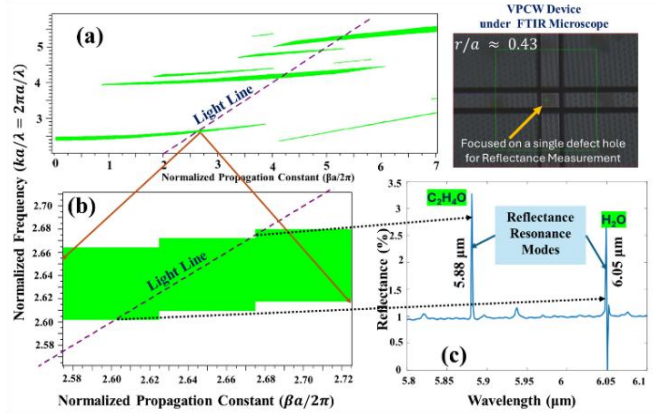 (a)
Normalized Frequency (ka/λ = 2πa/λ)
5
4
3
Light Line
0 1 2 3 4 5 6 7
Normalized Propagation Constant (βa/2π)
VPCW Device
under FTIR Microscope
r/a ≈ 0.43
Focused on a single defect hole
for Reflectance Measurement
(b)
2.70
2.68
2.66
2.64
2.62
2.60
2.58
Light Line
2.58 2.60 2.62 2.64 2.66 2.68 2.70 2.72
Normalized Propagation Constant (βa/2π)
Reflectance (%)
3.5
3
2.5
2
1.5
1
0.5
0
C₂H₄O
H₂O
Reflectance
Resonance
Modes
5.88 µm
6.05 µm
(c)
5.8 5.9 5.95 6 6.05 6.1
Wavelength (µm)